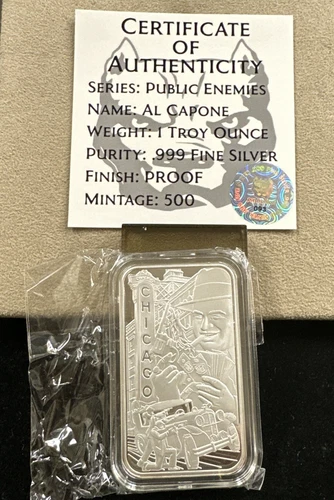 CERTIFICATE
OF
AUTHENTICITY
SERIES: PUBLIC ENEMIES
NAME: AL CAPONE
WEIGHT: 1 TROY OUNCE
PURITY: .999 FINE SILVER
FINISH: PROOF
MINTAGE: 500
CHICAGO